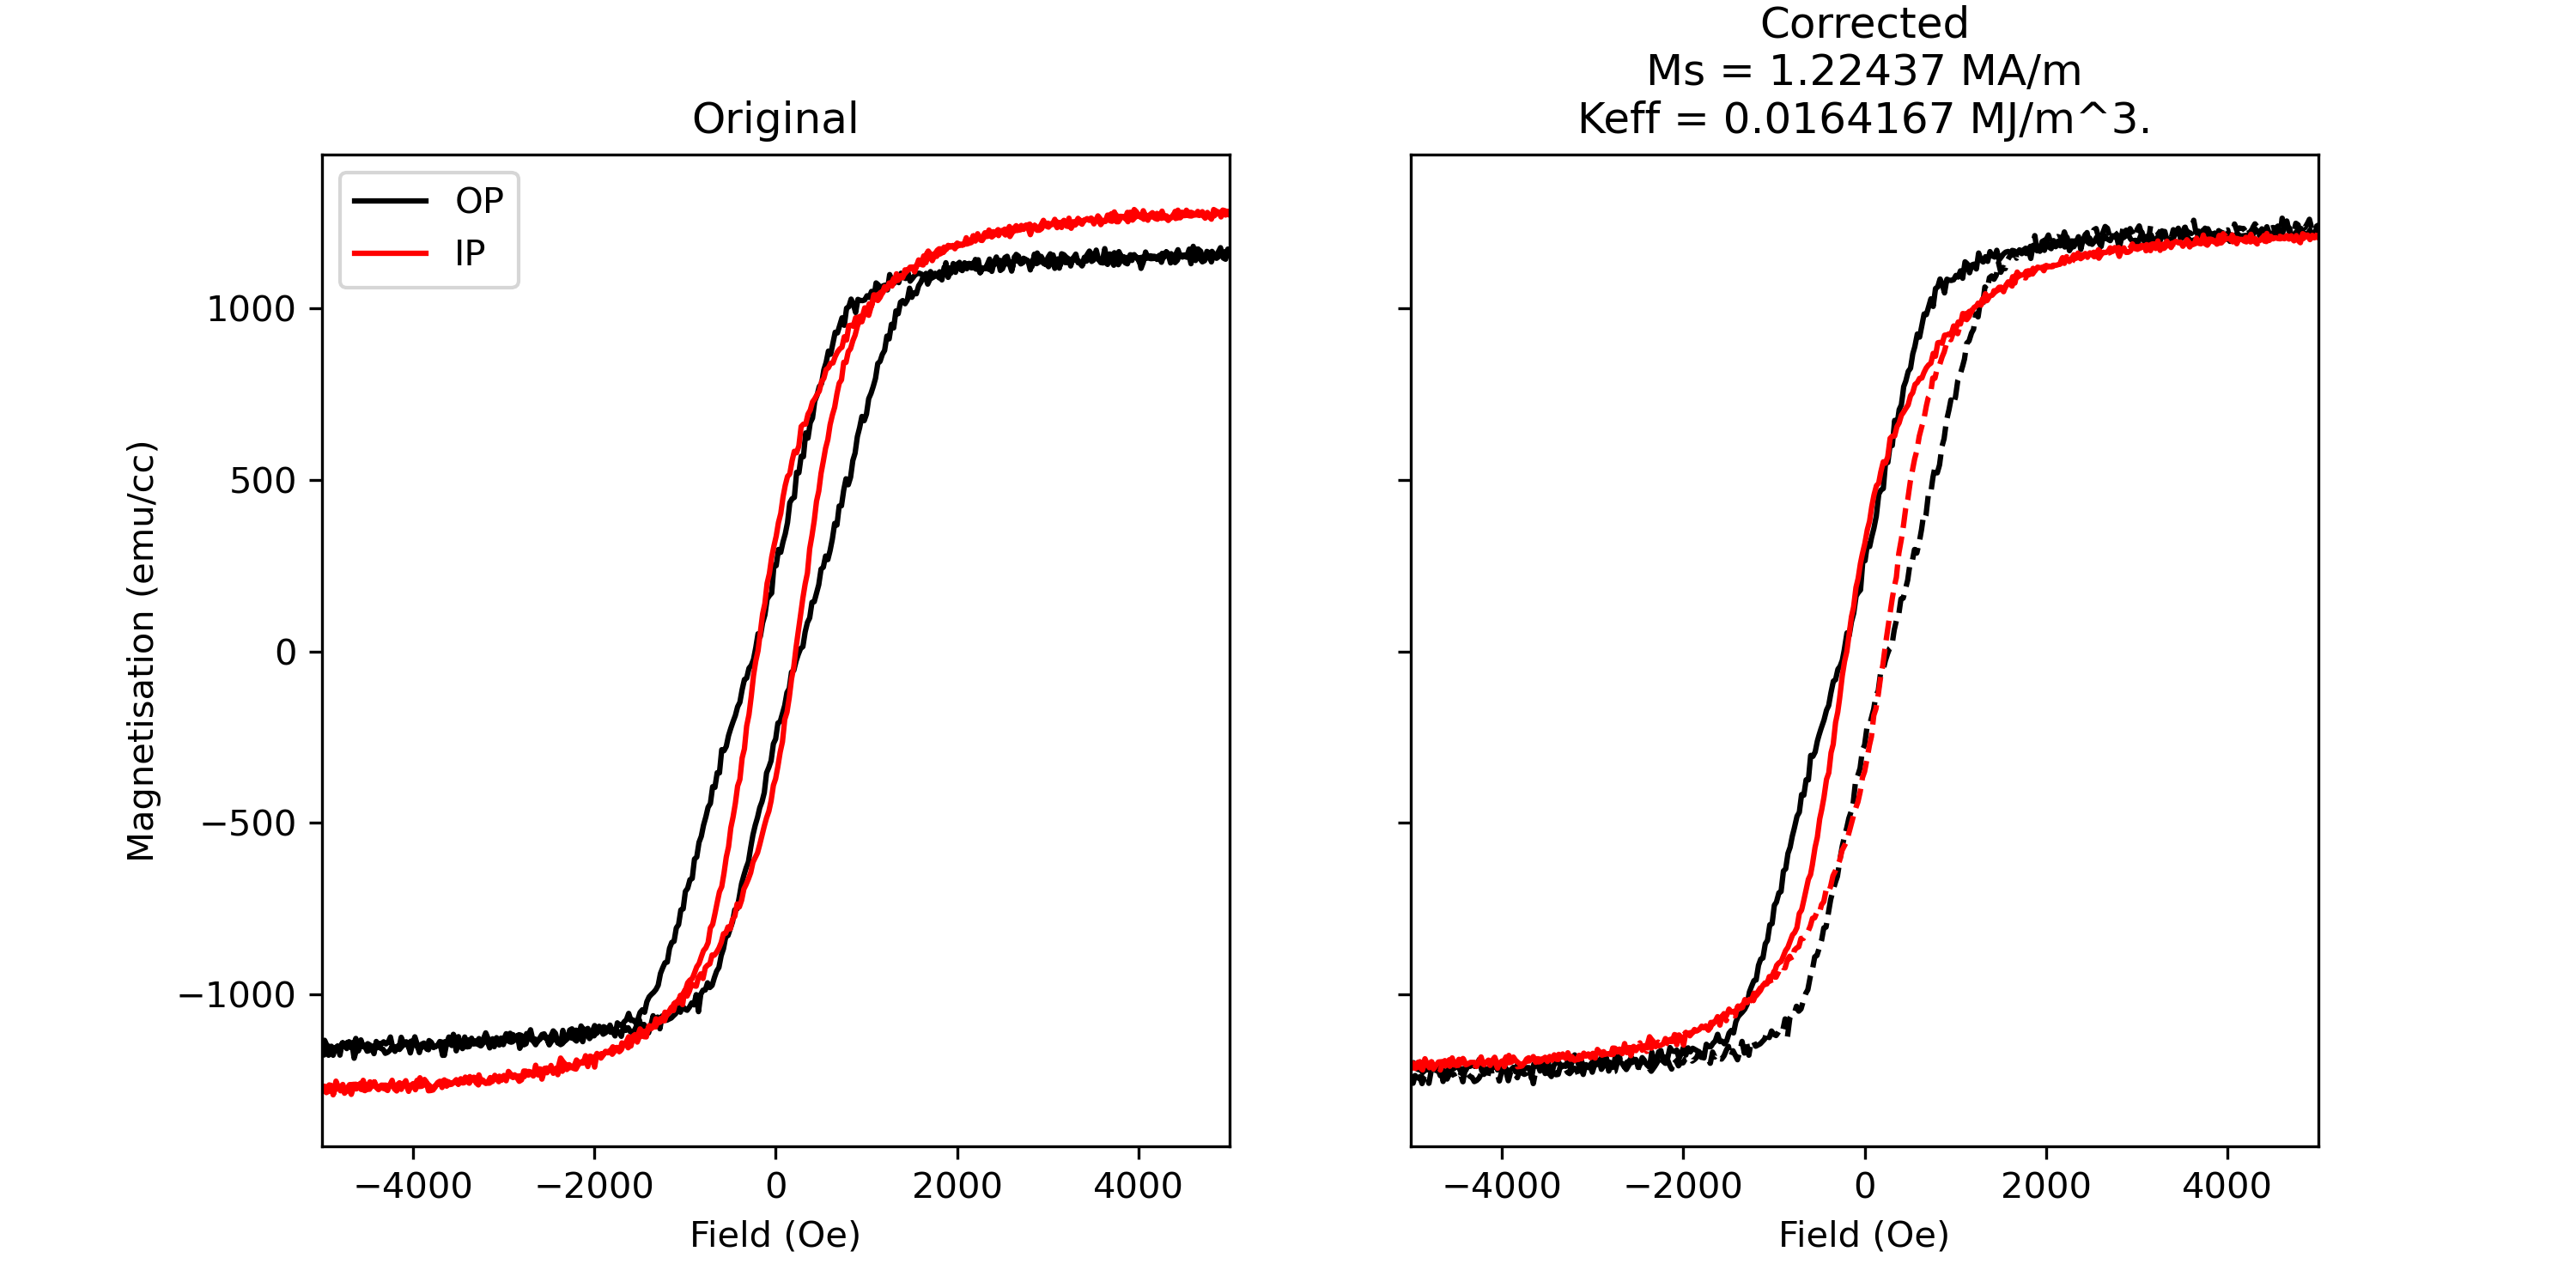 Original
OP
IP
1000
500
0
−500
−1000
Magnetisation (emu/cc)
−4000 −2000 0 2000 4000
Field (Oe)
Corrected
Ms = 1.22437 MA/m
Keff = 0.0164167 MJ/m^3.
−4000 −2000 0 2000 4000
Field (Oe)